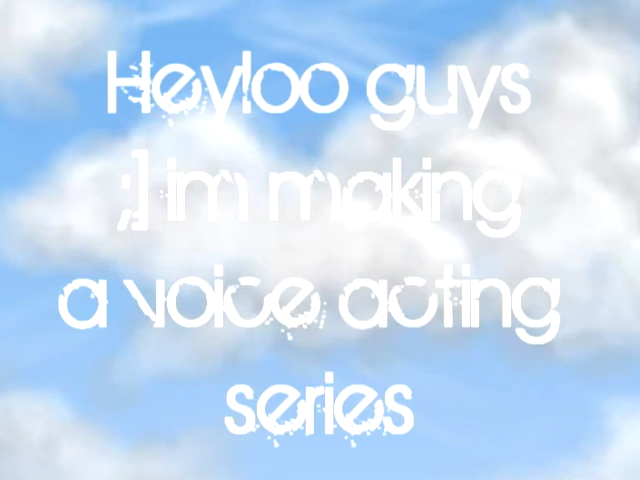 Heyloo guys
;] im making
a voice acting
series